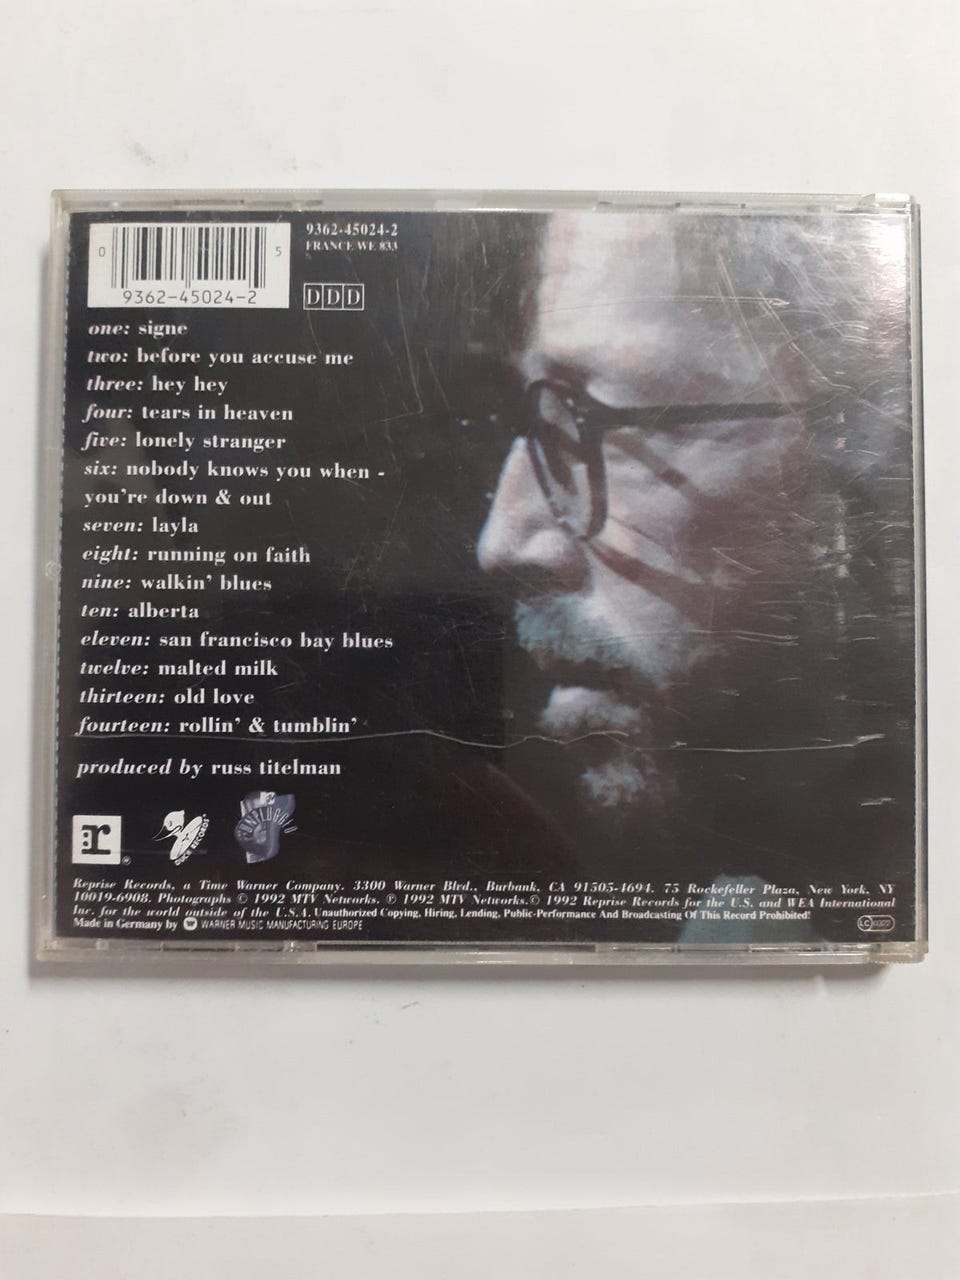 0 5
9362-45024-2
9362-45024-2
FRANCE WE 833
DDD
one: signe
two: before you accuse me
three: hey hey
four: tears in heaven
five: lonely stranger
six: nobody knows you when -
you're down & out
seven: layla
eight: running on faith
nine: walkin' blues
ten: alberta
eleven: san francisco bay blues
twelve: malted milk
thirteen: old love
fourteen: rollin' & tumblin'
produced by russ titelman
:r ®
DUCK RECORDS
UNPLUGGED
Reprise Records, a Time Warner Company. 3300 Warner Blvd., Burbank, CA 91505-4694. 75 Rockefeller Plaza, New York, NY
10019-6908. Photographs © 1992 MTV Networks. ℗ 1992 MTV Networks.© 1992 Reprise Records for the U.S. and WEA International
Inc. for the world outside of the U.S.A. Unauthorized Copying, Hiring, Lending, Public-Performance And Broadcasting Of This Record Prohibited!
Made in Germany by WARNER MUSIC MANUFACTURING EUROPE
LC